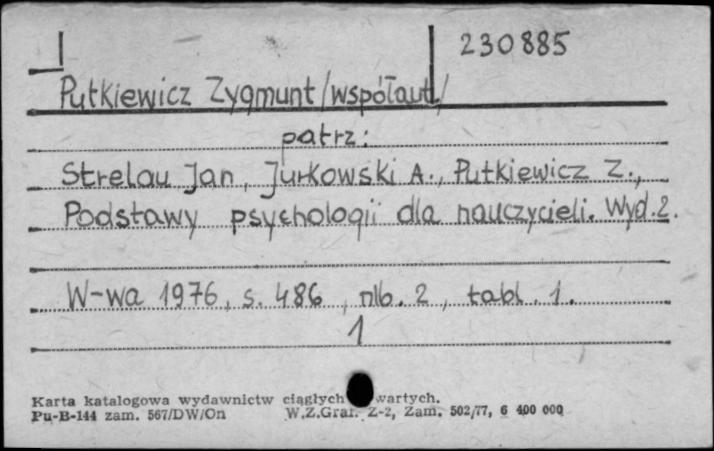 230885
Putkiewicz Zygmunt /współaut/
patrz:
Strelau Jan, Jurkowski A., Putkiewicz Z.,
Podstawy psychologii dla nauczycieli. Wyd. 2.
W-wa 1976, s. 486, nlb. 2, tabl. 1.
1
Karta katalogowa wydawnictw ciągłych wartych.
Pu-B-144 zam. 567/DW/On W.Z.Graf. Z-2, Zam. 502/77, 6 400 000